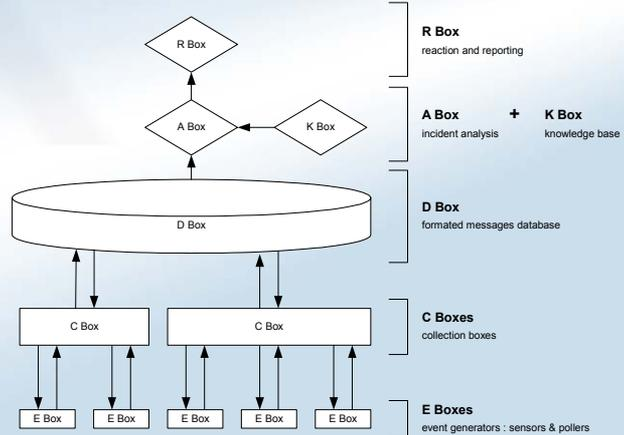 R Box
R Box
reaction and reporting
A Box
K Box
A Box + K Box
incident analysis knowledge base
D Box
D Box
formated messages database
C Box
C Box
C Boxes
collection boxes
E Box
E Box
E Box
E Box
E Box
E Boxes
event generators : sensors & pollers